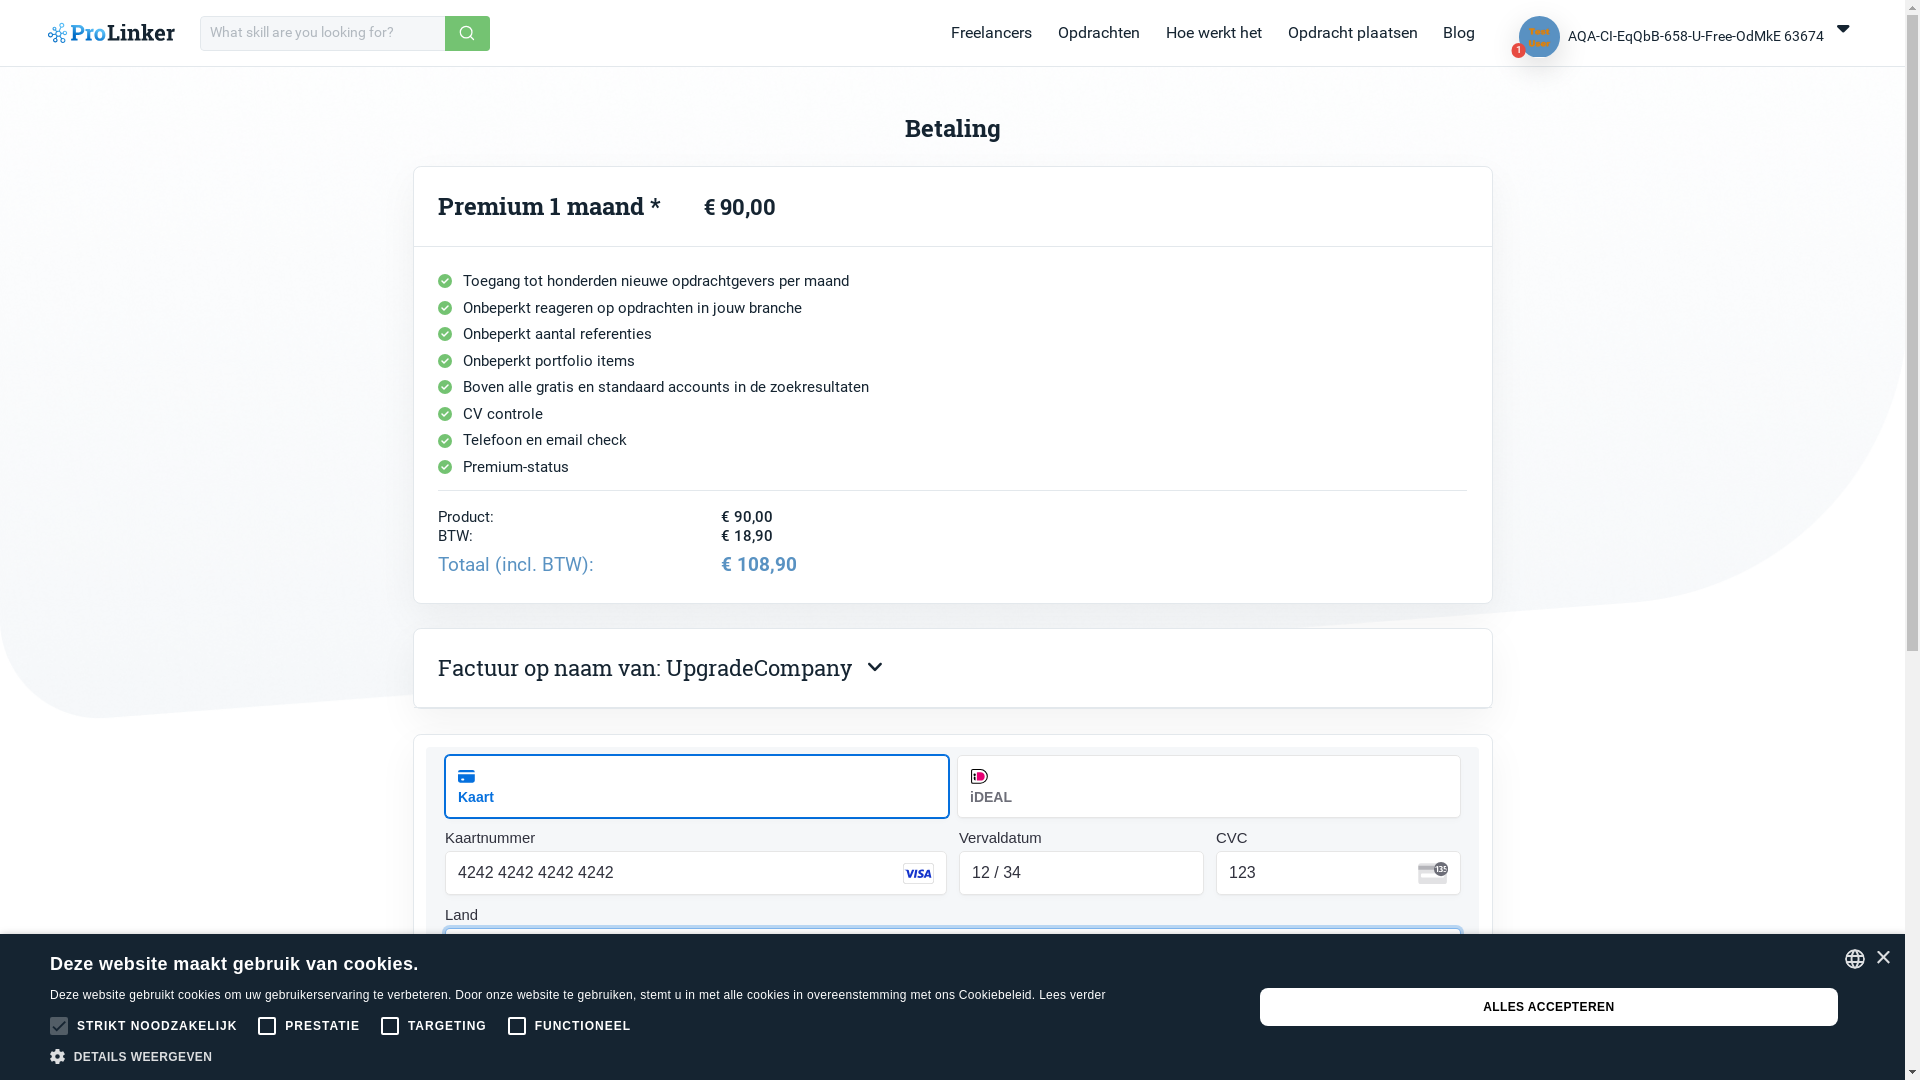 ProLinker
What skill are you looking for?
Freelancers
Opdrachten
Hoe werkt het
Opdracht plaatsen
Blog
Test
User
1
AQA-CI-EqQbB-658-U-Free-OdMkE 63674
Betaling
Premium 1 maand * € 90,00
Toegang tot honderden nieuwe opdrachtgevers per maand
Onbeperkt reageren op opdrachten in jouw branche
Onbeperkt aantal referenties
Onbeperkt portfolio items
Boven alle gratis en standaard accounts in de zoekresultaten
CV controle
Telefoon en email check
Premium-status
Product: € 90,00
BTW: € 18,90
Totaal (incl. BTW): € 108,90
Factuur op naam van: UpgradeCompany
Kaart
iDEAL
Kaartnummer
Vervaldatum
CVC
4242 4242 4242 4242
VISA
12 / 34
123
135
Land
Deze website maakt gebruik van cookies.
Deze website gebruikt cookies om uw gebruikerservaring te verbeteren. Door onze website te gebruiken, stemt u in met alle cookies in overeenstemming met ons Cookiebeleid. Lees verder
STRIKT NOODZAKELIJK
PRESTATIE
TARGETING
FUNCTIONEEL
DETAILS WEERGEVEN
ALLES ACCEPTEREN